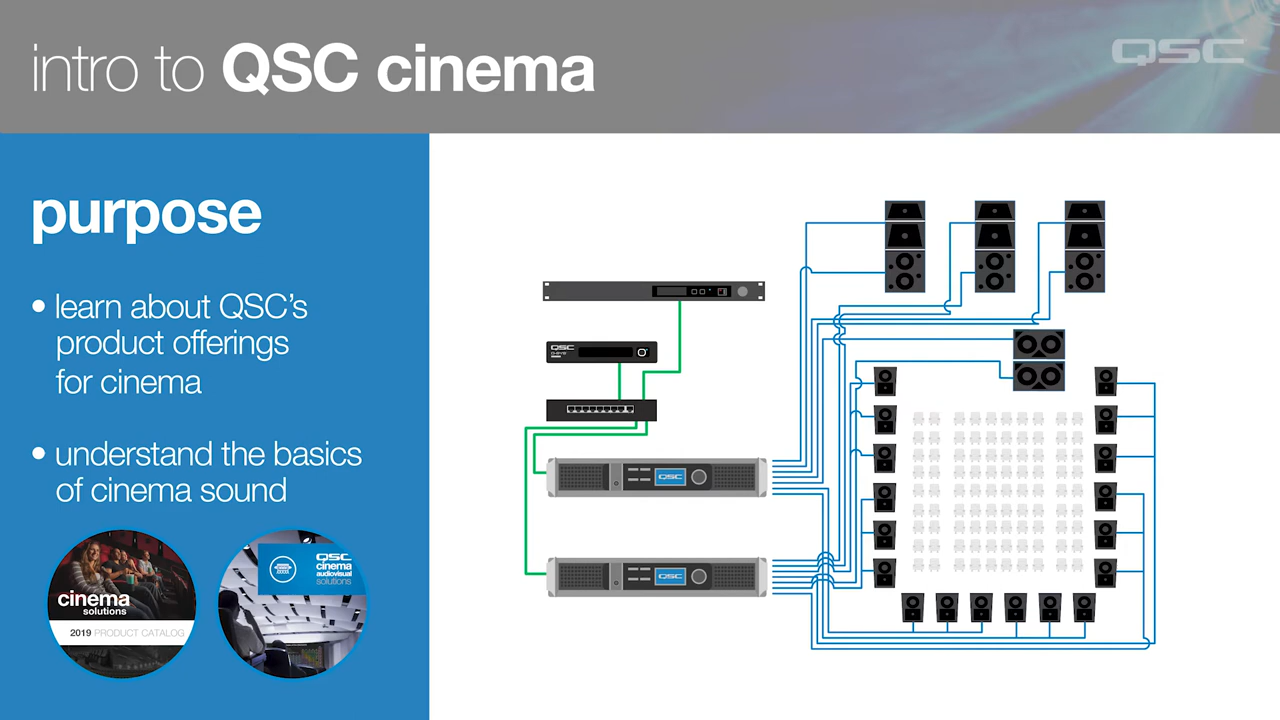 intro to QSC cinema
QSC
purpose
• learn about QSC's
product offerings
for cinema
• understand the basics
of cinema sound
cinema
solutions
2019 PRODUCT CATALOG
QSC
cinema
audiovisual
solutions
QSC
QSC
QSC